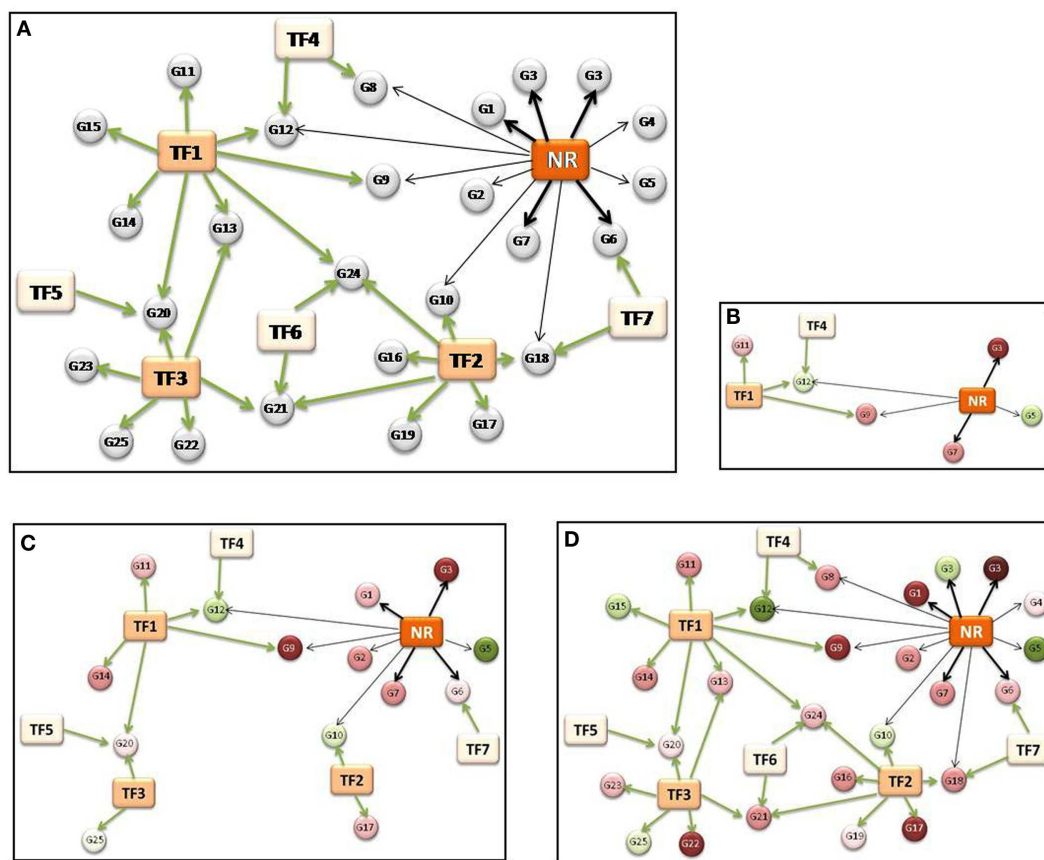 A
TF4
G11
G8
G3
G3
G1
G4
G15
G12
TF1
NR
G9
G2
G5
G14
G13
G7
G6
G24
TF5
G20
G10
TF7
TF6
G23
TF3
G16
TF2
G18
G21
G25
G22
G19
G17
B
TF4
G11
G3
G12
TF1
NR
G9
G5
G7
C
TF4
G11
G3
G12
G1
TF1
NR
G9
G2
G5
G14
G7
G6
TF5
G20
G10
TF7
TF3
TF2
G25
G17
D
TF4
G11
G8
G3
G3
G1
G4
G15
G12
TF1
NR
G9
G2
G5
G14
G13
G7
G6
G24
TF5
G20
G10
TF7
TF6
G23
TF3
G16
TF2
G18
G21
G25
G22
G19
G17